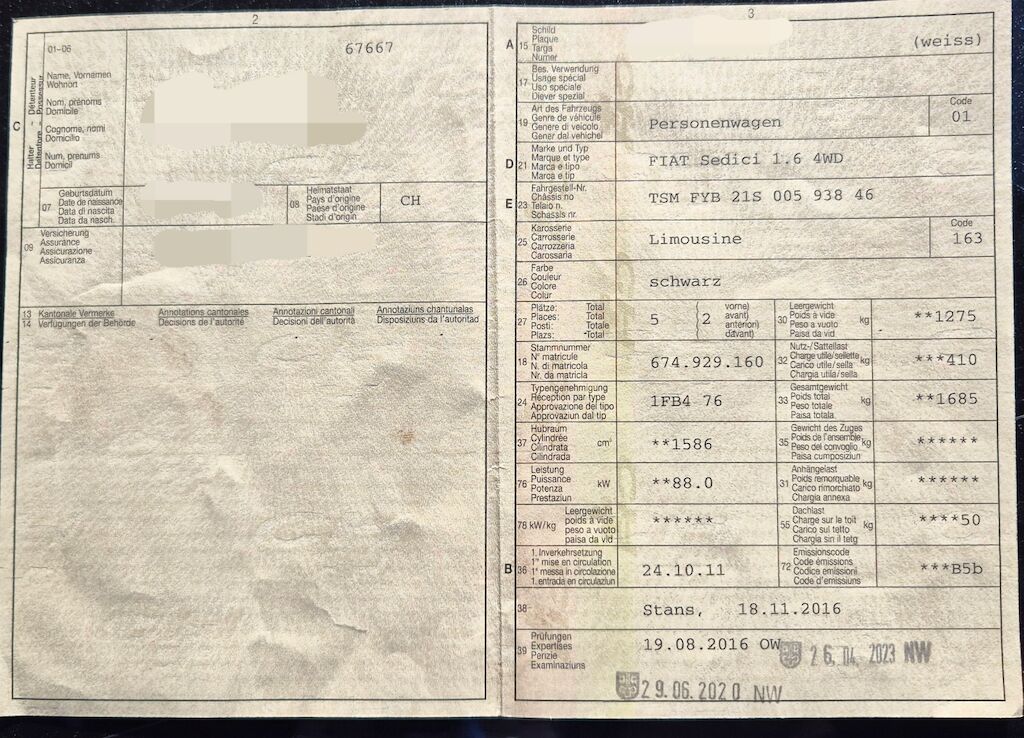 2
01-06
67667
C
Halter - Détenteur
Detentore - Possessur
Name, Vornamen
Wohnort
Nom, prénoms
Domicile
Cognome, nomi
Domicilio
Num, prenums
Domicil
07
Geburtsdatum
Date de naissance
Data di nascita
Data da nasch.
08
Heimatstaat
Pays d'origine
Paese d'origine
Stadi d'origin
CH
09
Versicherung
Assurance
Assicurazione
Assicuranza
13
14
Kantonale Vermerke
Verfügungen der Behörde
Annotations cantonales
Décisions de l'autorité
Annotazioni cantonali
Decisioni dell'autorità
Annotaziuns chantunalas
Disposiziuns da l'autoritad
3
A
15
Schild
Plaque
Targa
Numer
(weiss)
17
Bes. Verwendung
Usage spécial
Uso speciale
Diever spezial
19
Art des Fahrzeugs
Genre de véhicule
Genere di veicolo
Gener dal vehichel
Personenwagen
Code
01
D
21
Marke und Typ
Marque et type
Marca e tipo
Marca e tip
FIAT Sedici 1.6 4WD
E
23
Fahrgestell-Nr.
Châssis no
Telaio n.
Schassis nr.
TSM FYB 21S 005 938 46
25
Karosserie
Carrosserie
Carrozzeria
Carossaria
Limousine
Code
163
26
Farbe
Couleur
Colore
Colur
schwarz
27
Plätze: Total
Places: Total
Posti: Totale
Plazs: Total
5
2
vorne)
avant)
anteriori)
davant)
30
Leergewicht
Poids à vide
Peso a vuoto
Paisa da vid
kg
**1275
18
Stammnummer
N° matricule
N. di matricola
Nr. da matricla
674.929.160
32
Nutz-/Sattellast
Charge utile/sellette
Carico utile/sella
Chargia utila/sella
kg
***410
24
Typengenehmigung
Réception par type
Approvazione del tipo
Approvaziun dal tip
1FB4 76
33
Gesamtgewicht
Poids total
Peso totale
Paisa totala
kg
**1685
37
Hubraum
Cylindrée
Cilindrata
Cilindrada
cm³
**1586
35
Gewicht des Zuges
Poids de l'ensemble
Peso del convoglio
Paisa cumposiziun
kg
******
76
Leistung
Puissance
Potenza
Prestaziun
kW
**88.0
31
Anhängelast
Poids remorquable
Carico rimorchiato
Chargia annexa
kg
******
78 kW/kg
Leergewicht
poids à vide
peso a vuoto
paisa da vid
******
55
Dachlast
Charge sur le toit
Carico sul tetto
Chargia sin il tetg
kg
****50
B
36
1. Inverkehrsetzung
1re mise en circulation
1a messa in circolazione
1. entrada en circulaziun
24.10.11
72
Emissionscode
Code émissions
Codice emissioni
Code d'emissiuns
***B5b
38
Stans, 18.11.2016
39
Prüfungen
Expertises
Perizie
Examinaziuns
19.08.2016 OW
26. 04. 2023 NW
29. 06. 2020 NW